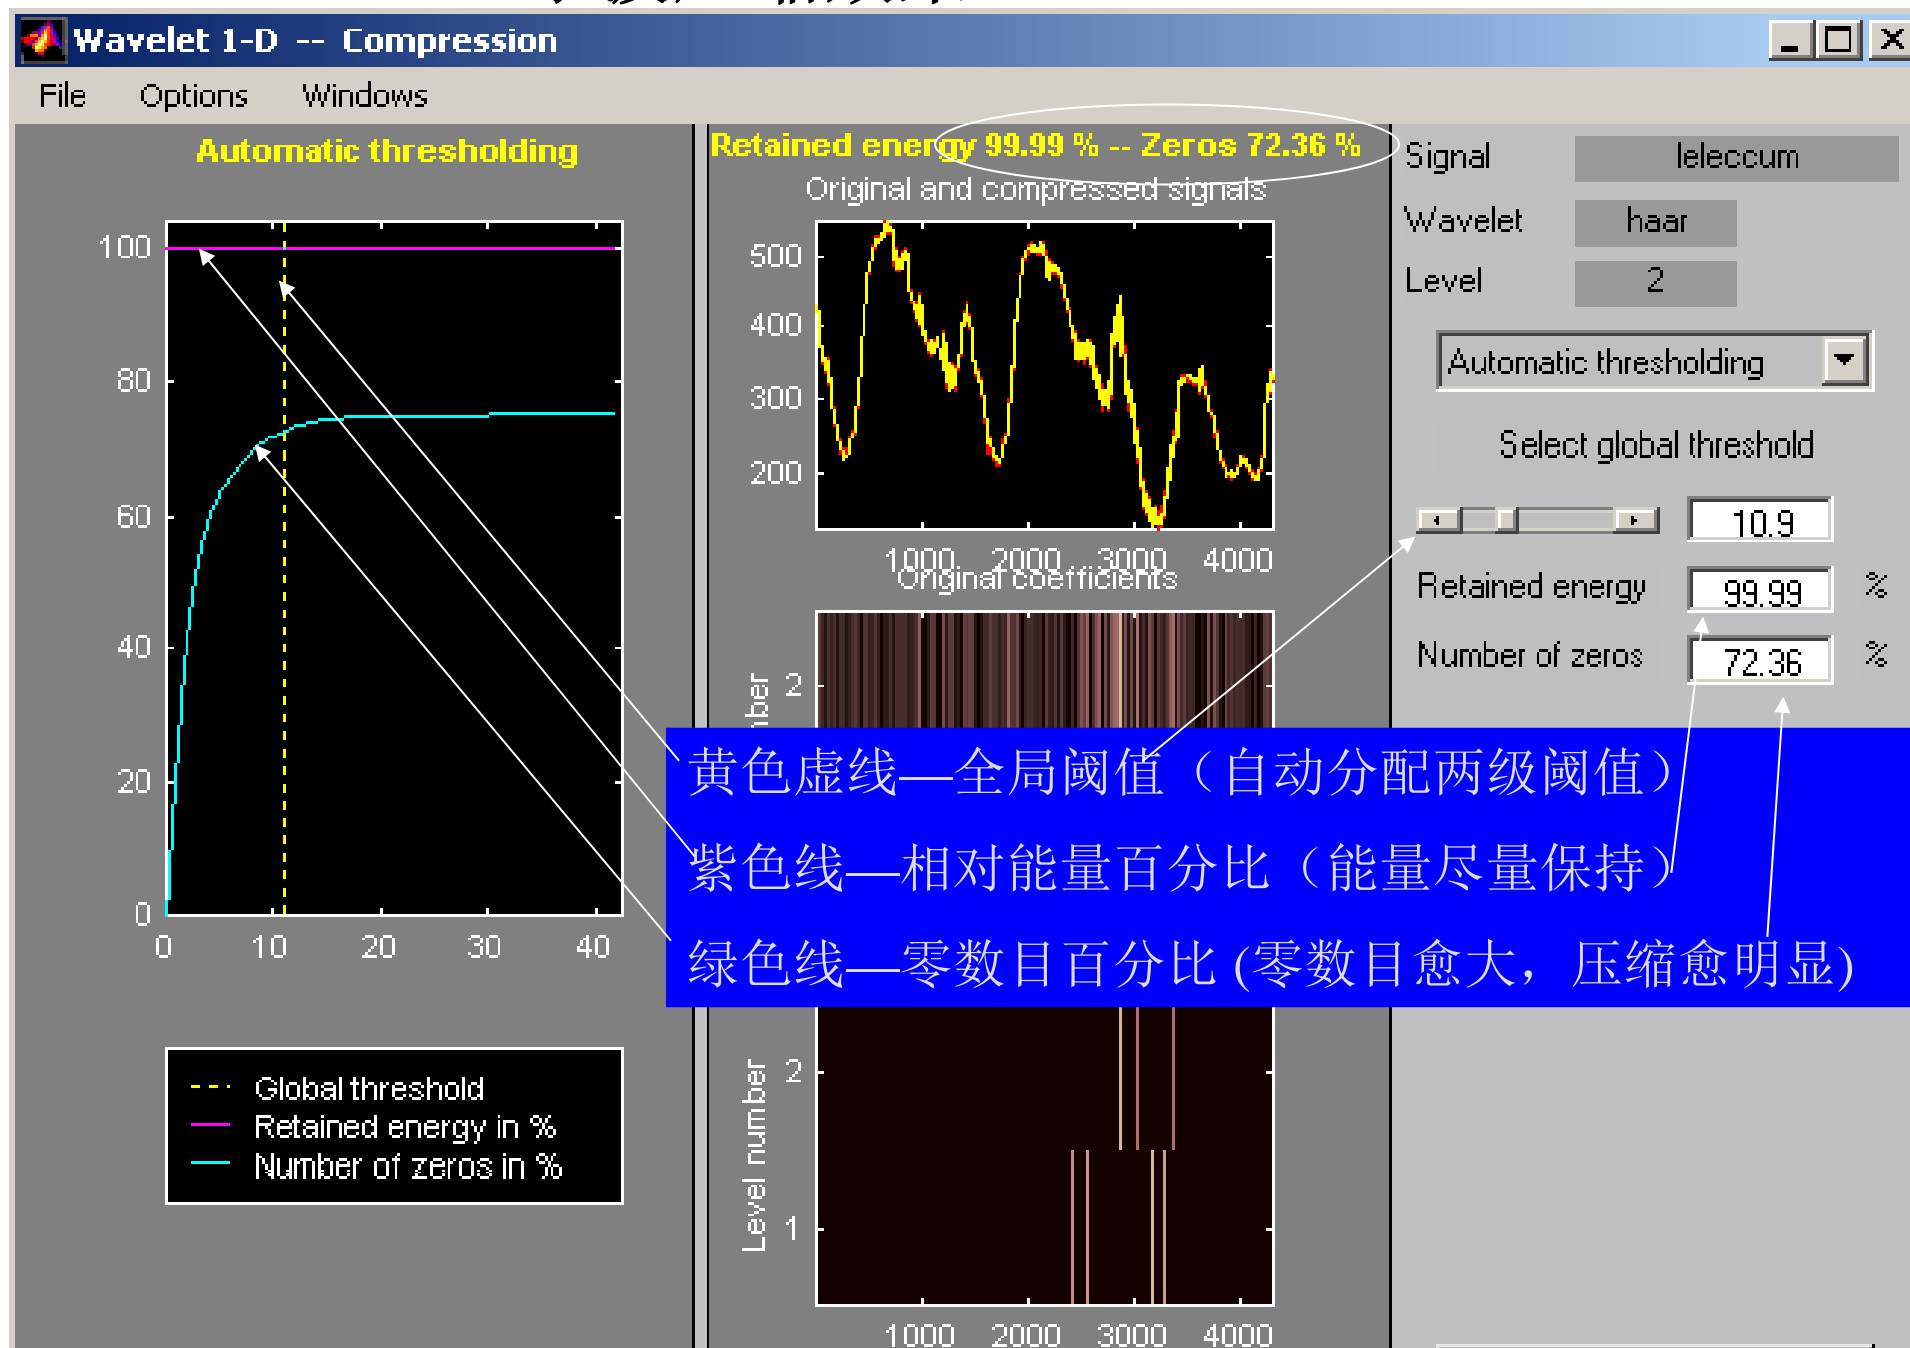 Wavelet 1-D -- Compression
File Options Windows
Automatic thresholding
100
80
60
40
20
0
0 10 20 30 40
Global threshold
Retained energy in %
Number of zeros in %
Retained energy 99.99 % -- Zeros 72.36 %
Original and compressed signals
500
400
300
200
1000 2000 3000 4000
Original coefficients
2
Level number
2
1
1000 2000 3000 4000
Signal leleccum
Wavelet haar
Level 2
Automatic thresholding
Select global threshold
10.9
Retained energy 99.99 %
Number of zeros 72.36 %
黄色虚线—全局阈值（自动分配两级阈值）
紫色线—相对能量百分比（能量尽量保持）
绿色线—零数目百分比 (零数目愈大，压缩愈明显)